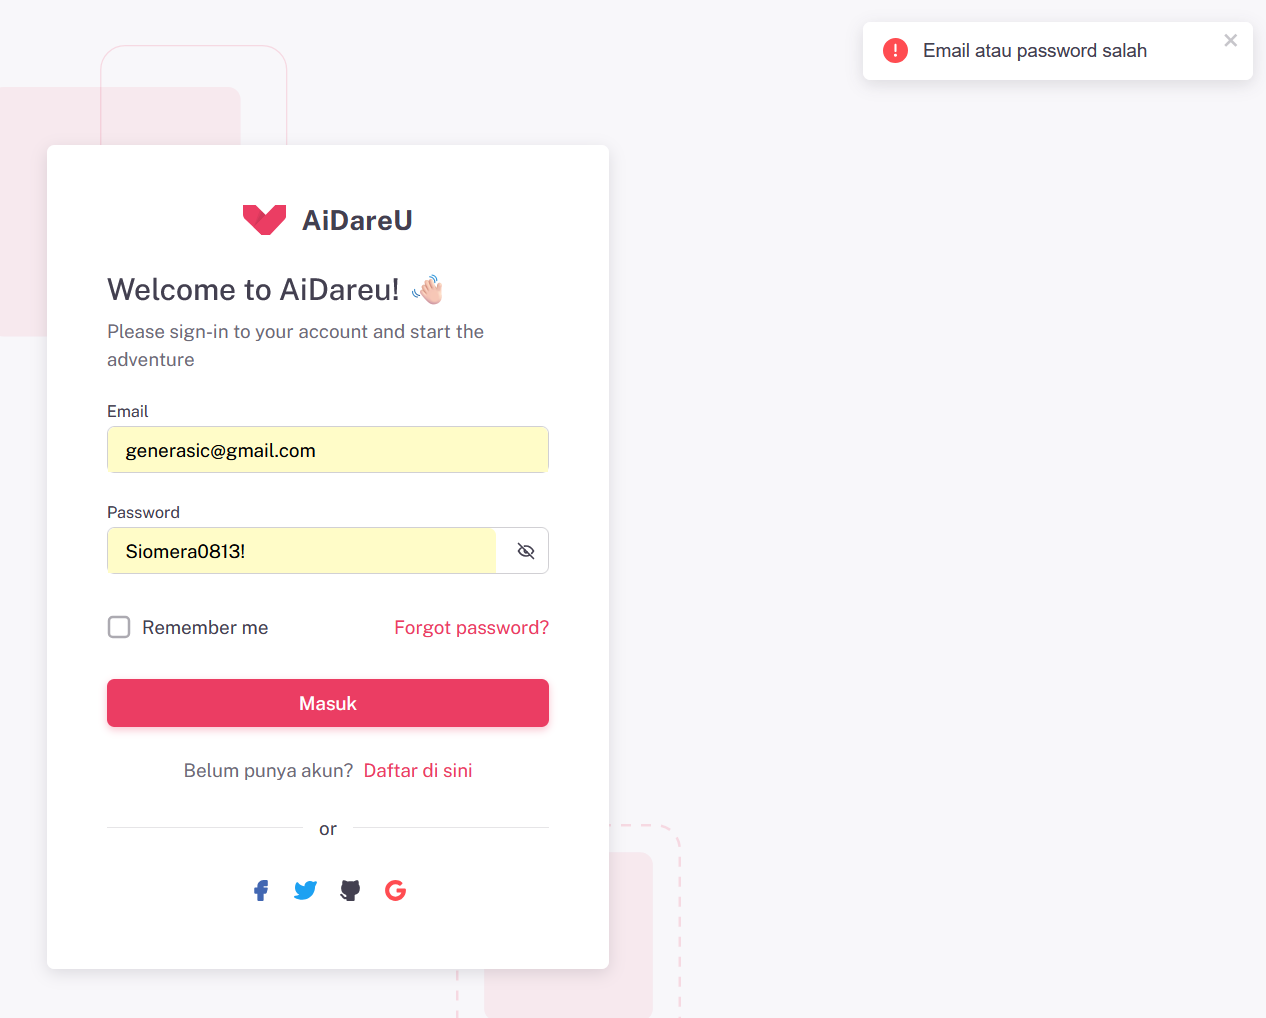 Email atau password salah
AiDareU
Welcome to AiDareu!
Please sign-in to your account and start the
adventure
Email
generasic@gmail.com
Password
Siomera0813!
Remember me
Forgot password?
Masuk
Belum punya akun? Daftar di sini
or